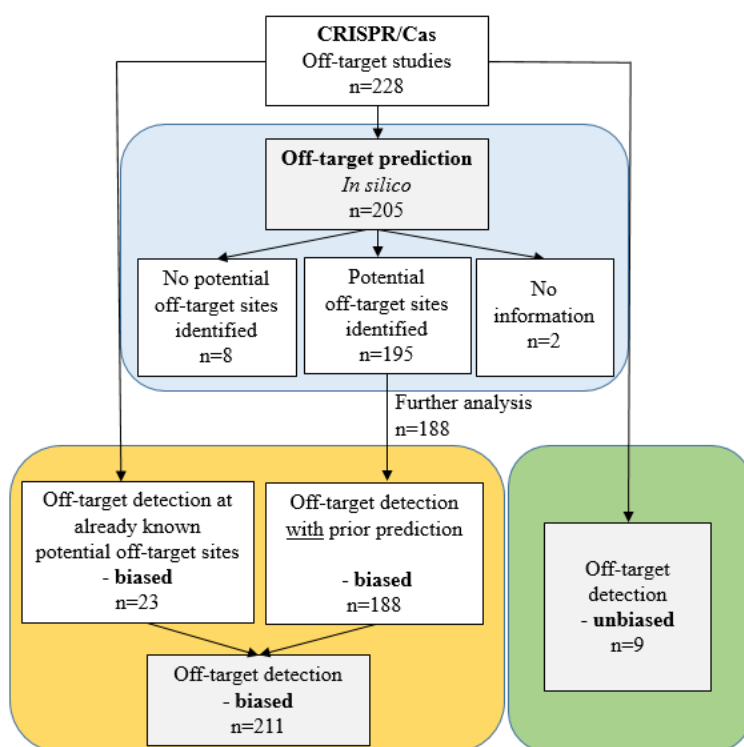 CRISPR/Cas
Off-target studies
n=228
Off-target prediction
In silico
n=205
No potential
off-target sites
identified
n=8
Potential
off-target sites
identified
n=195
No
information
n=2
Further analysis
n=188
Off-target detection at
already known
potential off-target sites
- biased
n=23
Off-target detection
with prior prediction
- biased
n=188
Off-target detection
- biased
n=211
Off-target
detection
- unbiased
n=9